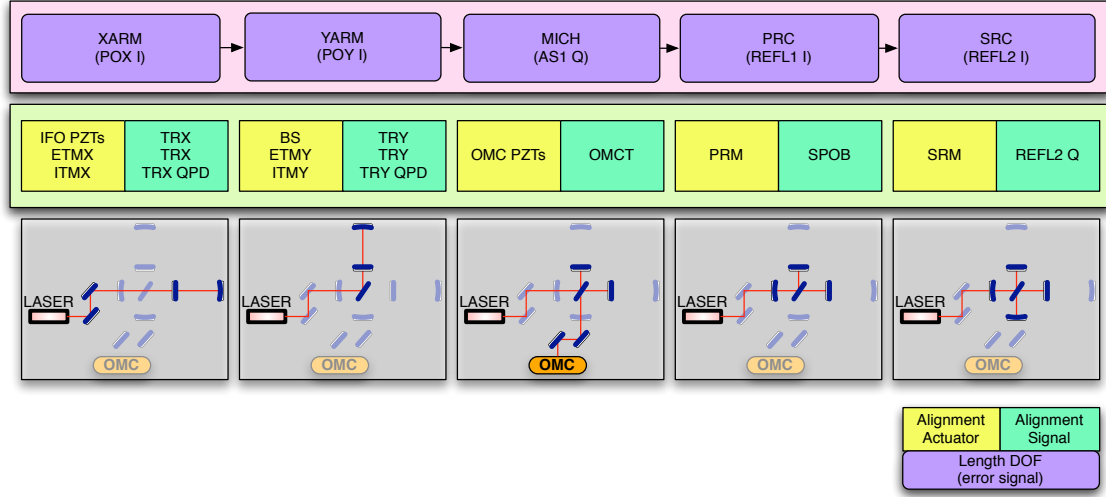 XARM
(POX I)
YARM
(POY I)
MICH
(AS1 Q)
PRC
(REFL1 I)
SRC
(REFL2 I)
IFO PZTs
ETMX
ITMX
TRX
TRX
TRX QPD
BS
ETMY
ITMY
TRY
TRY
TRY QPD
OMC PZTs
OMCT
PRM
SPOB
SRM
REFL2 Q
LASER
OMC
LASER
OMC
LASER
OMC
LASER
OMC
LASER
OMC
Alignment
Actuator
Alignment
Signal
Length DOF
(error signal)